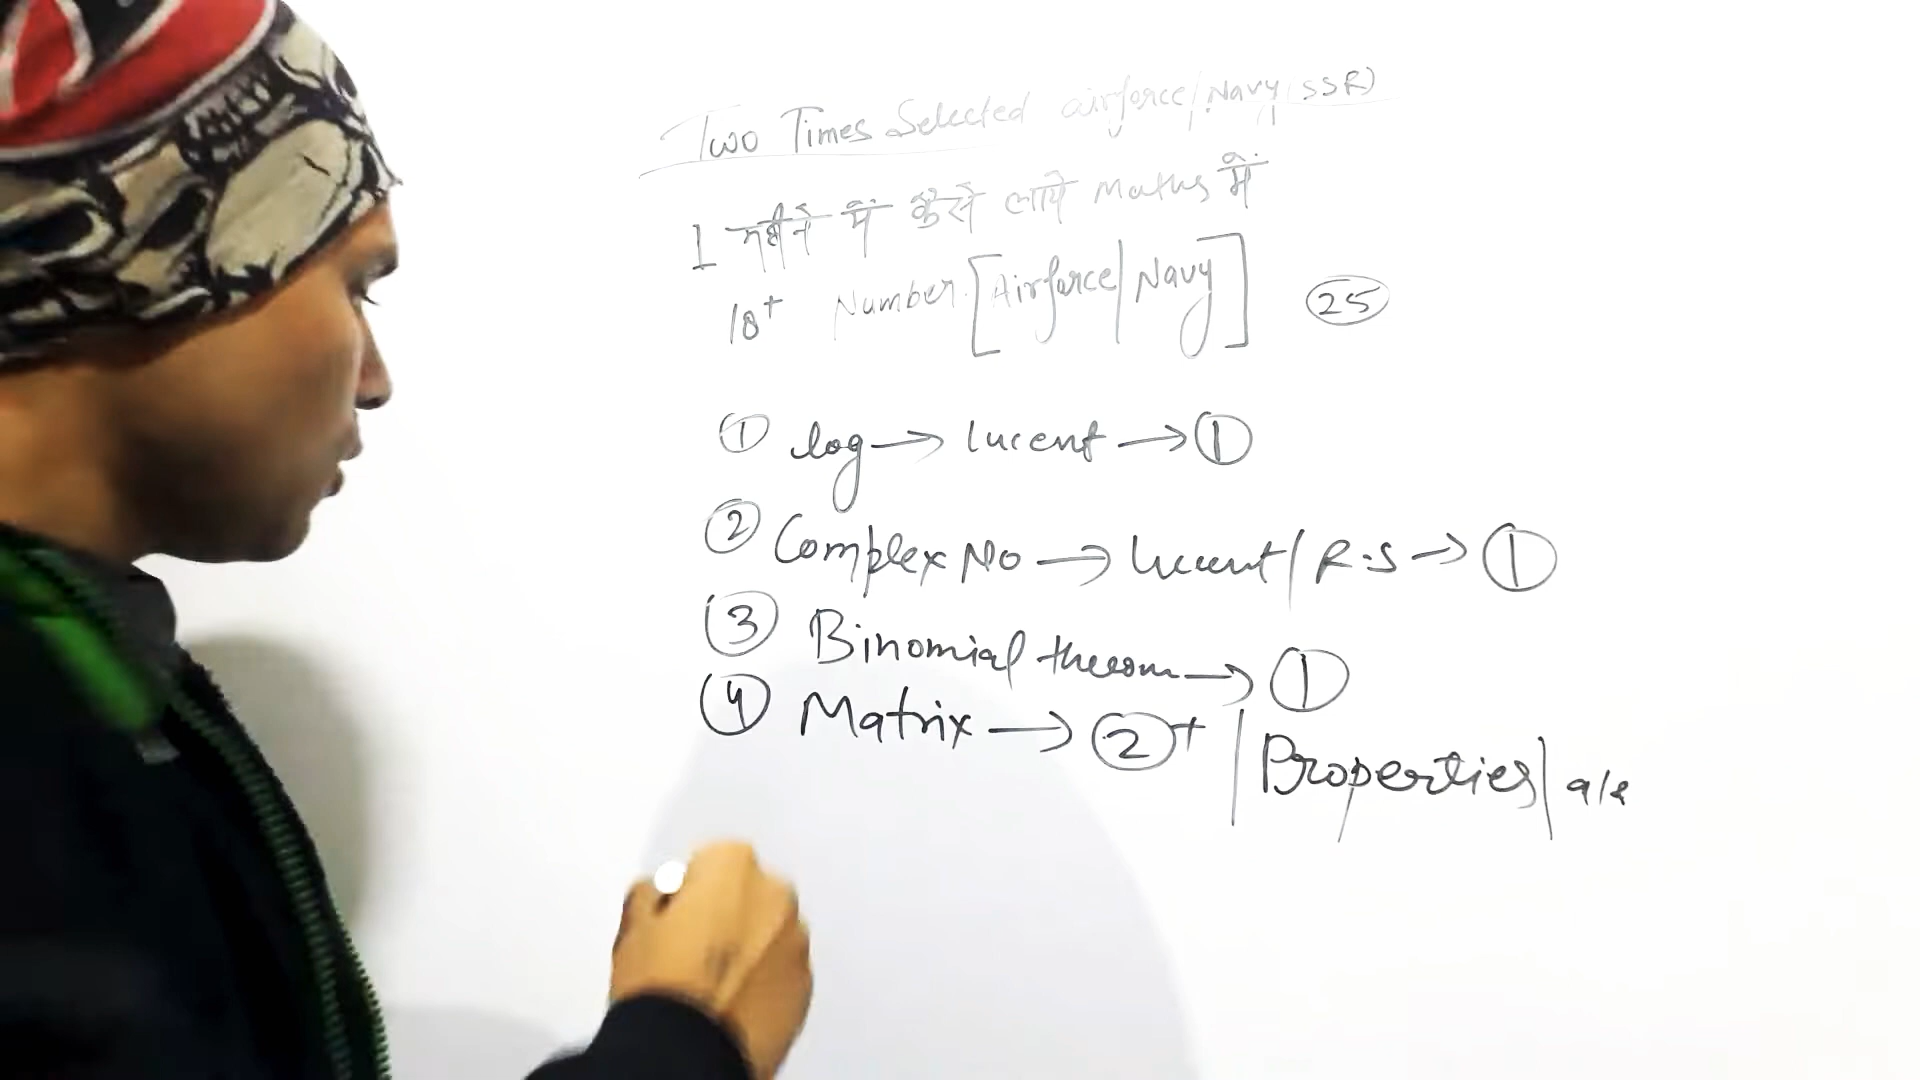 Two Times Selected airforce/Navy (SSR)
1 महीने में कैसे लाये Maths में
18+ Number [Airforce/Navy] 25
① log → lucent → ①
② Complex No → lucent/R.S → ①
③ Binomial theeom → ①
④ Matrix → ②+ |Properties|